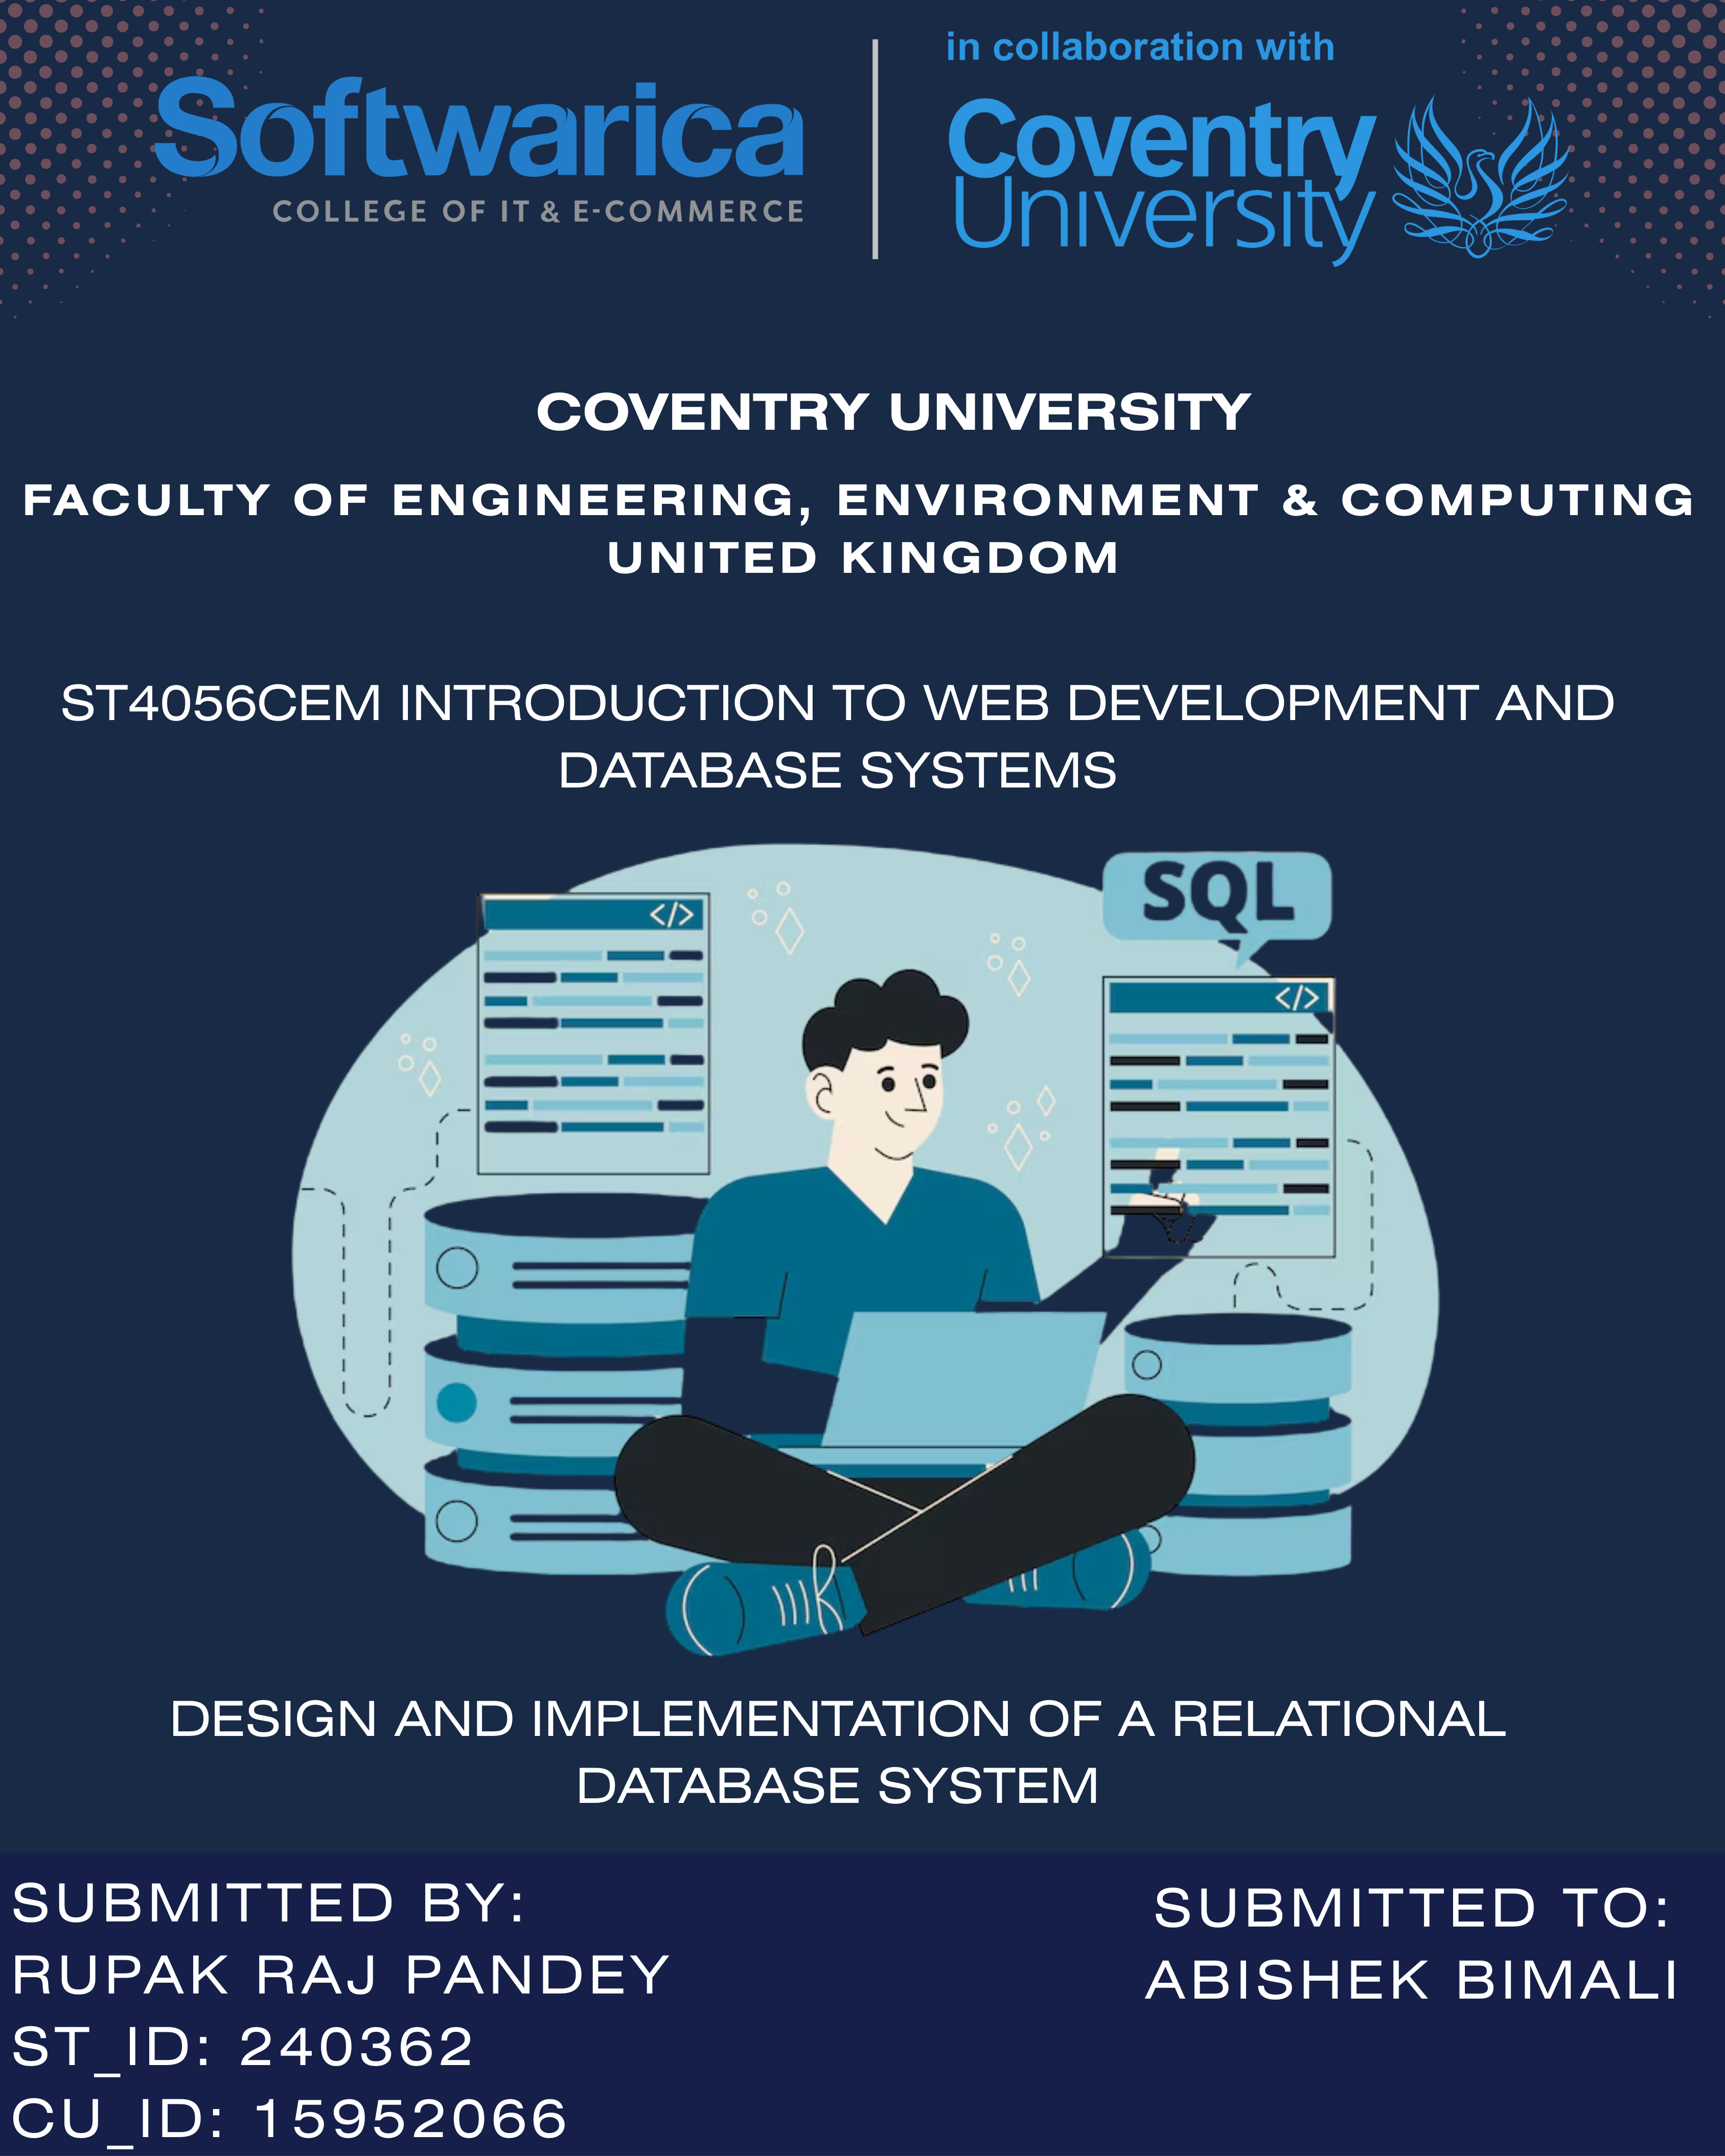 Softwarica
COLLEGE OF IT & E-COMMERCE
in collaboration with
Coventry
University
COVENTRY UNIVERSITY
FACULTY OF ENGINEERING, ENVIRONMENT & COMPUTING
UNITED KINGDOM
ST4056CEM INTRODUCTION TO WEB DEVELOPMENT AND
DATABASE SYSTEMS
SQL
</>
</>
DESIGN AND IMPLEMENTATION OF A RELATIONAL
DATABASE SYSTEM
SUBMITTED BY:
RUPAK RAJ PANDEY
ST_ID: 240362
CU_ID: 15952066
SUBMITTED TO:
ABISHEK BIMALI